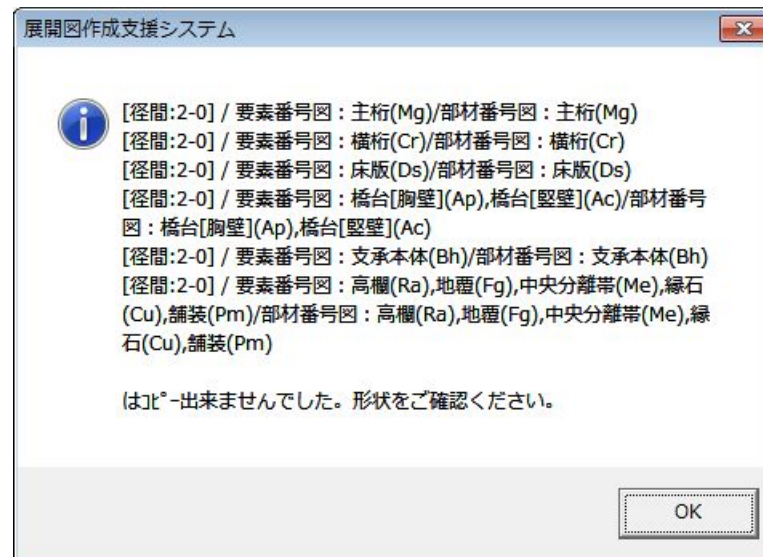 展開図作成支援システム
[径間:2-0] / 要素番号図：主桁(Mg)/部材番号図：主桁(Mg)
[径間:2-0] / 要素番号図：横桁(Cr)/部材番号図：横桁(Cr)
[径間:2-0] / 要素番号図：床版(Ds)/部材番号図：床版(Ds)
[径間:2-0] / 要素番号図：橋台[胸壁](Ap),橋台[竪壁](Ac)/部材番号
図：橋台[胸壁](Ap),橋台[竪壁](Ac)
[径間:2-0] / 要素番号図：支承本体(Bh)/部材番号図：支承本体(Bh)
[径間:2-0] / 要素番号図：高欄(Ra),地覆(Fg),中央分離帯(Me),縁石
(Cu),舗装(Pm)/部材番号図：高欄(Ra),地覆(Fg),中央分離帯(Me),縁
石(Cu),舗装(Pm)
はｺﾋﾟｰ出来ませんでした。形状をご確認ください。
OK